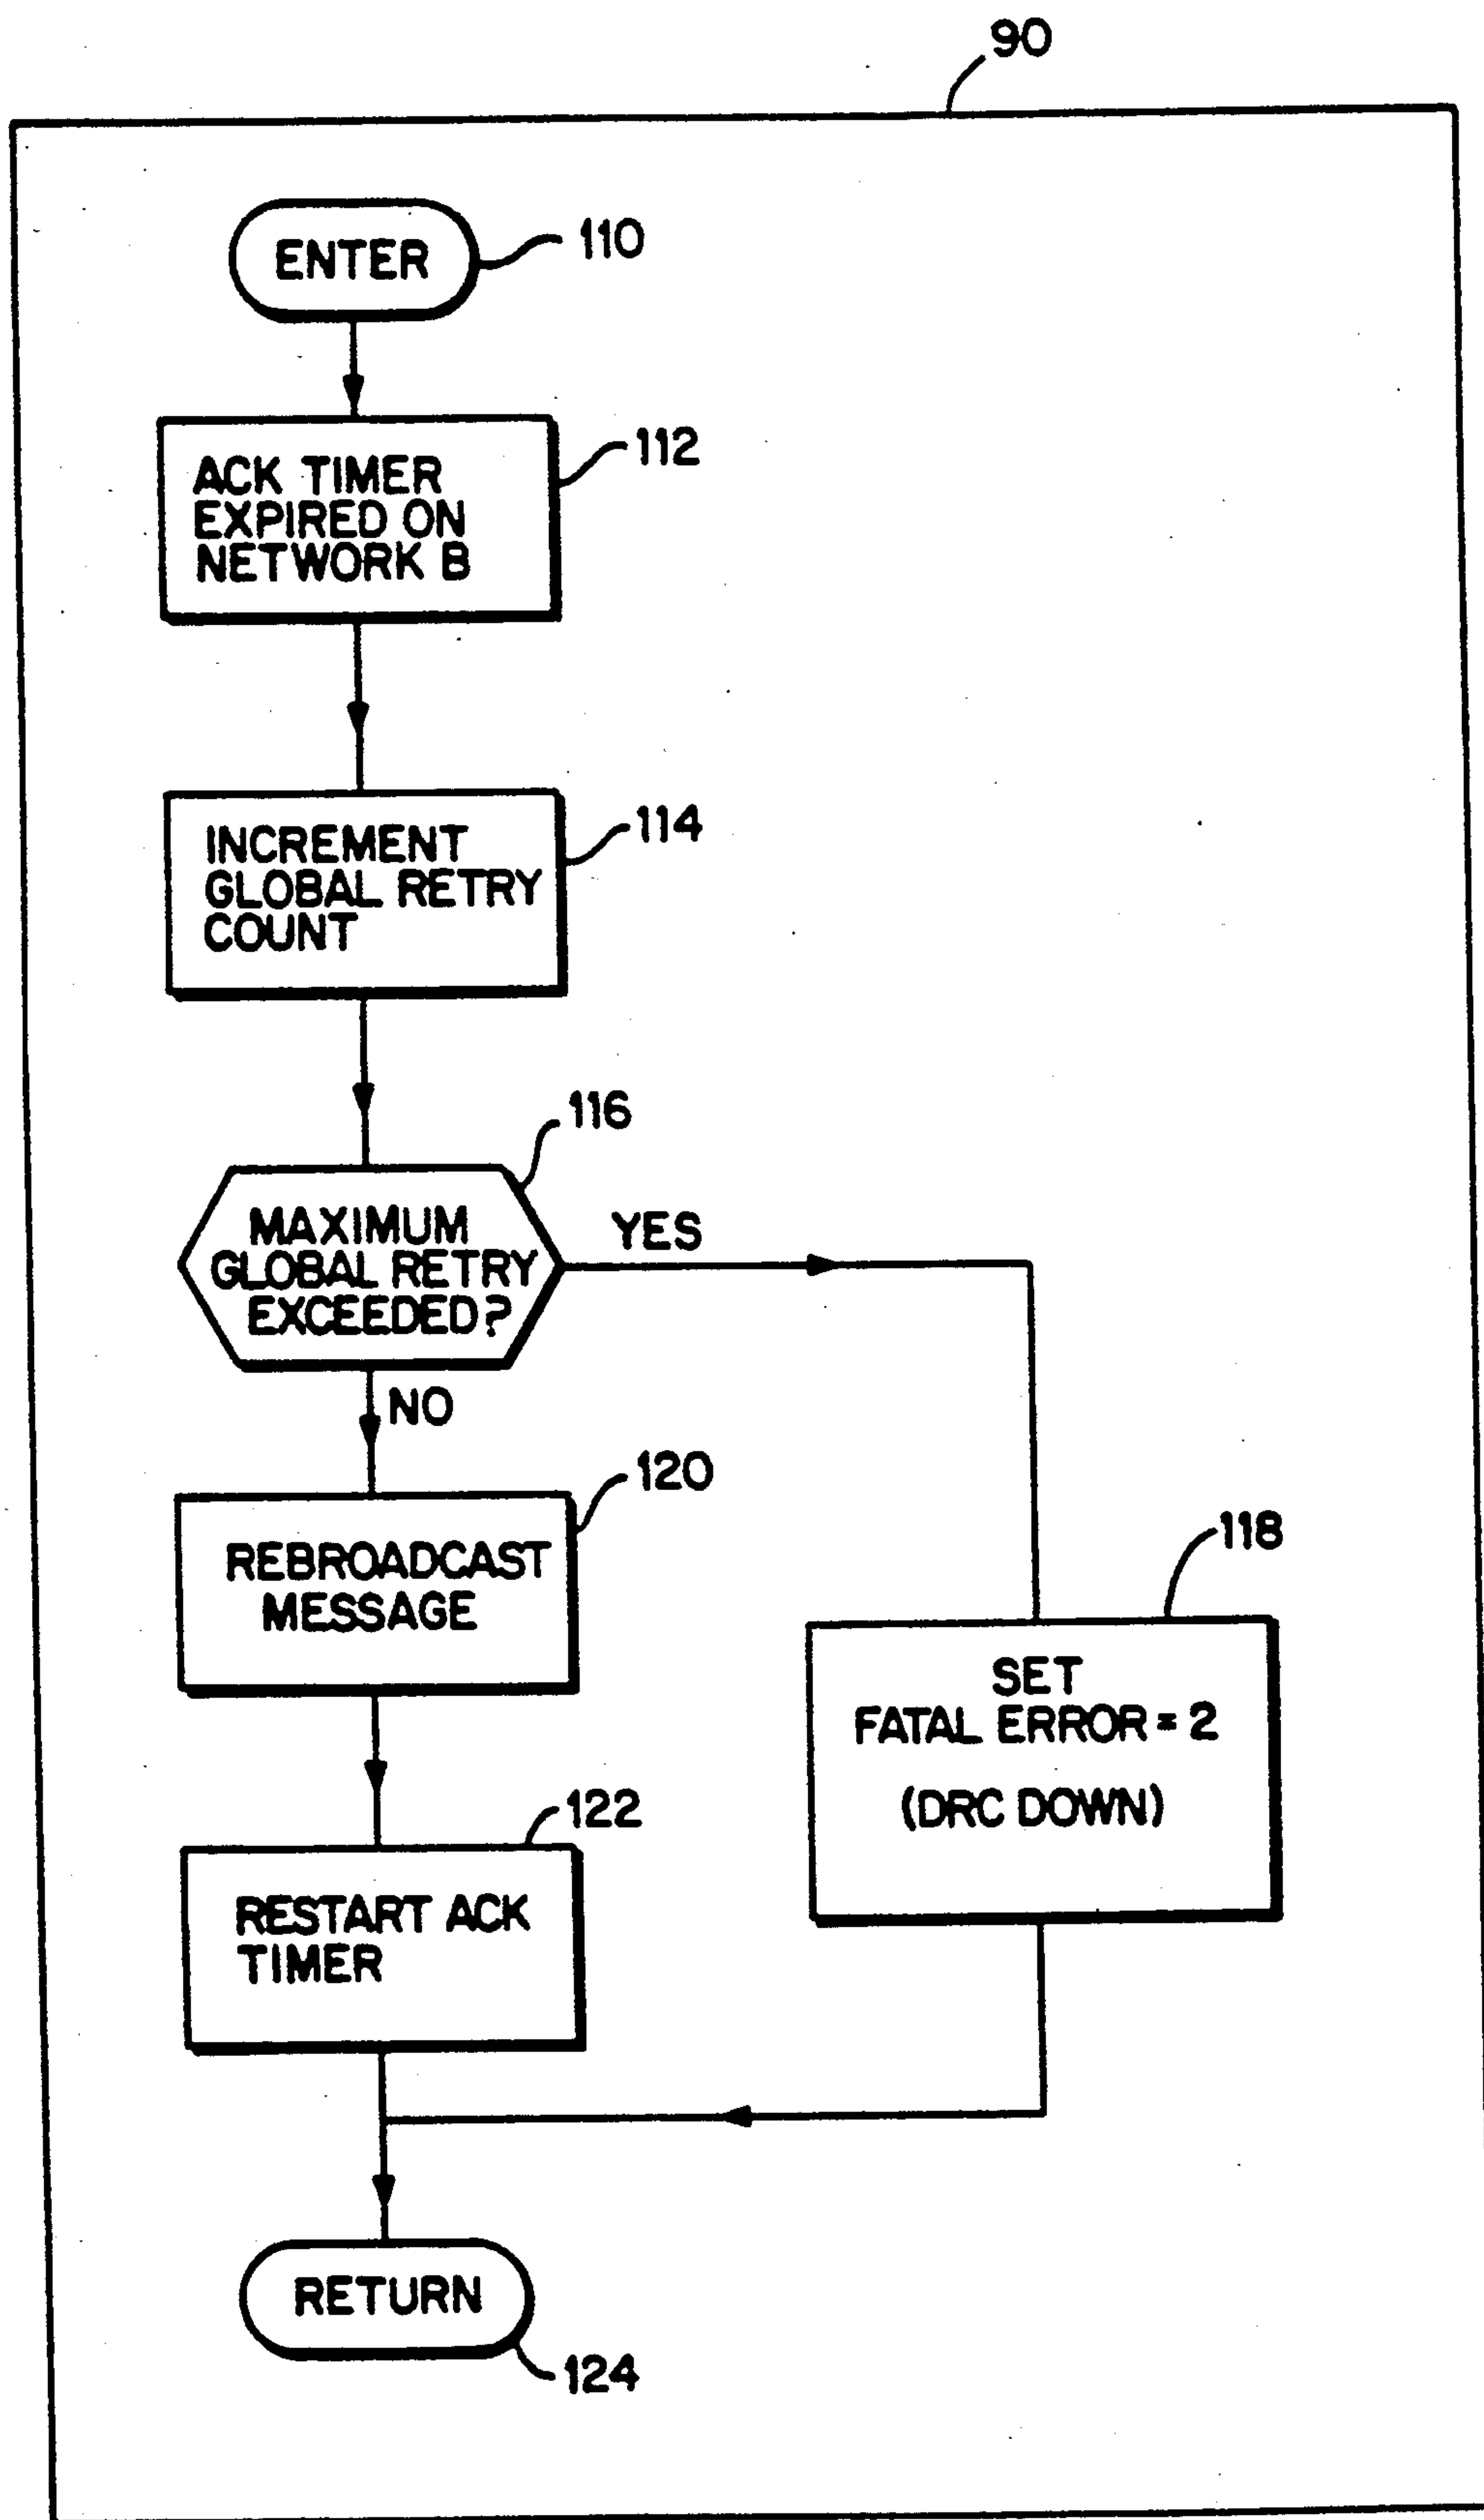 90
ENTER
110
ACK TIMER
EXPIRED ON
NETWORK B
112
INCREMENT
GLOBAL RETRY
COUNT
114
116
MAXIMUM
GLOBAL RETRY
EXCEEDED?
YES
NO
120
REBROADCAST
MESSAGE
118
SET
FATAL ERROR = 2
(DRC DOWN)
122
RESTART ACK
TIMER
RETURN
124